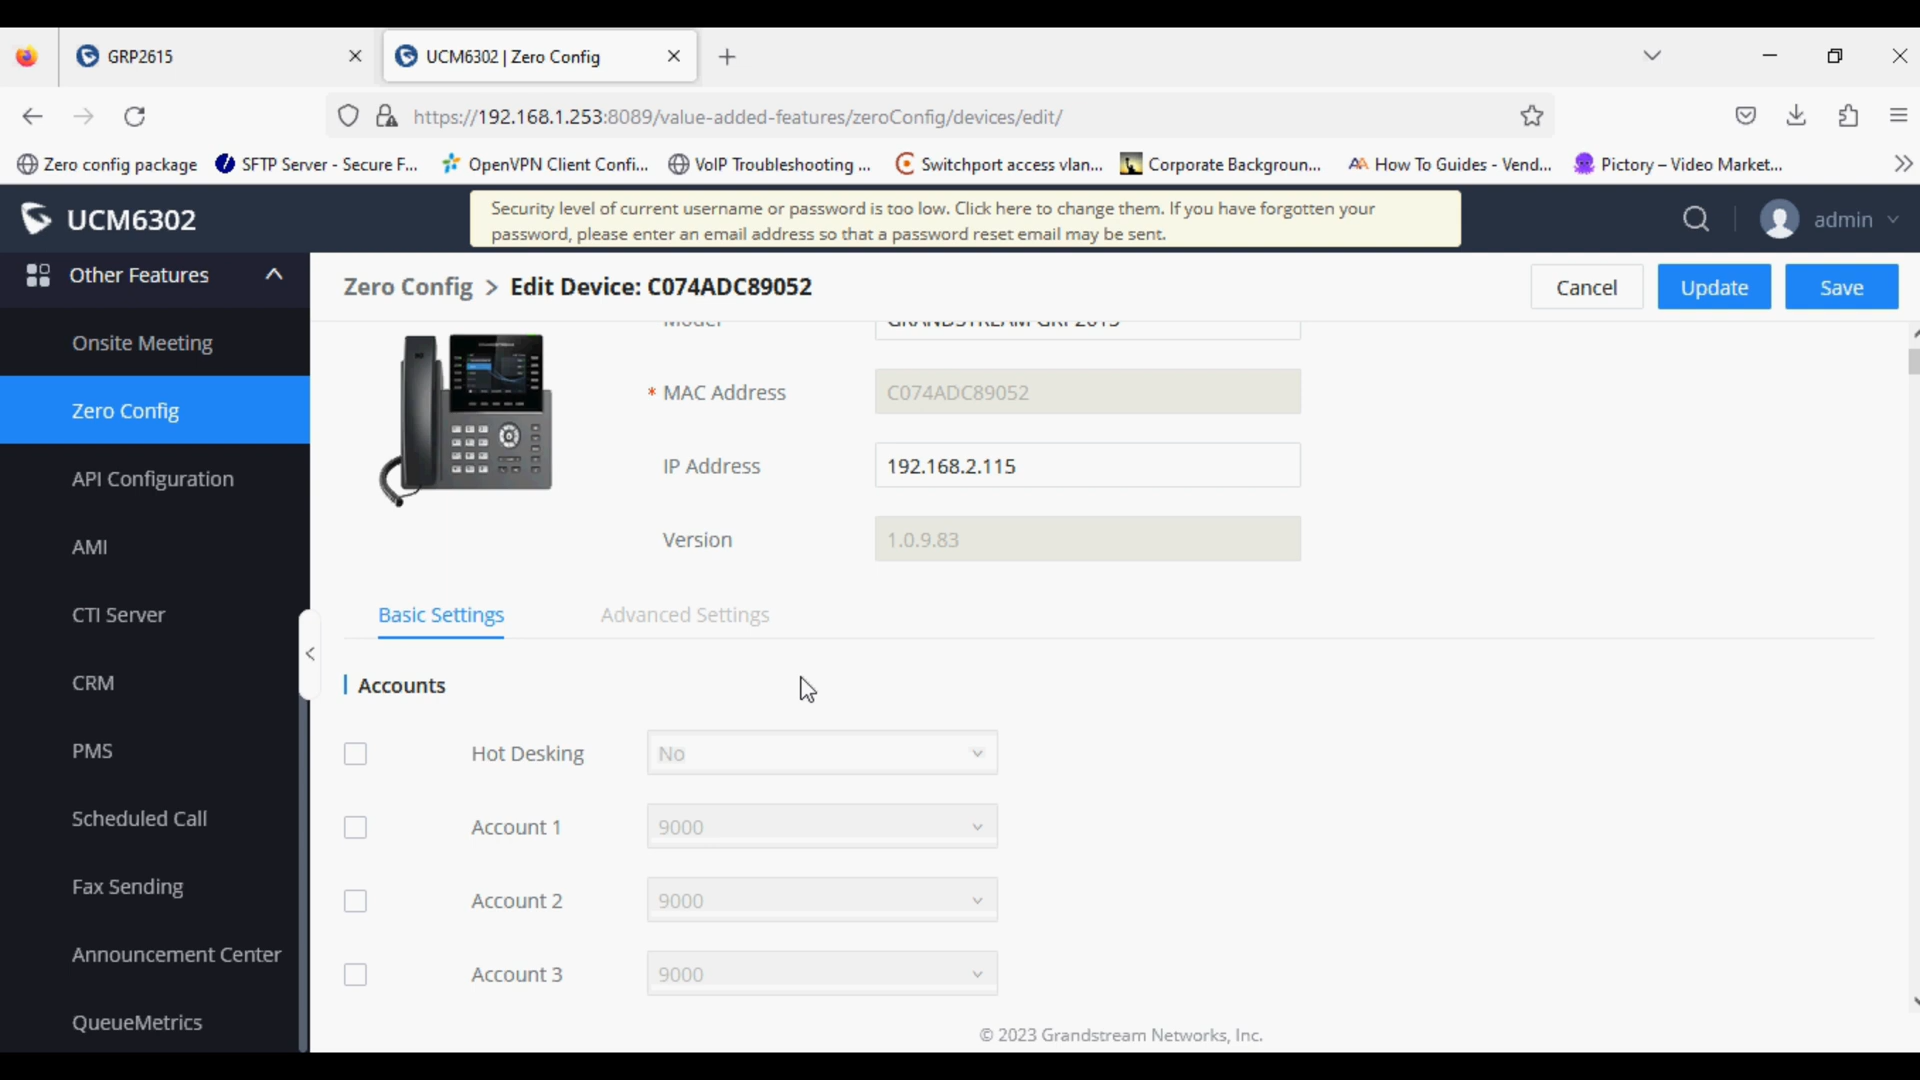 GRP2615
UCM6302 | Zero Config
https://192.168.1.253:8089/value-added-features/zeroConfig/devices/edit/
Zero config package
SFTP Server - Secure F...
OpenVPN Client Confi...
VoIP Troubleshooting ...
Switchport access vlan...
Corporate Backgroun...
How To Guides - Vend...
Pictory – Video Market...
UCM6302
Security level of current username or password is too low. Click here to change them. If you have forgotten your
password, please enter an email address so that a password reset email may be sent.
admin
Other Features
Zero Config > Edit Device: C074ADC89052
Cancel
Update
Save
Model
GRANDSTREAM GRP2615
Onsite Meeting
Zero Config
API Configuration
AMI
CTI Server
CRM
PMS
Scheduled Call
Fax Sending
Announcement Center
QueueMetrics
* MAC Address
C074ADC89052
IP Address
192.168.2.115
Version
1.0.9.83
Basic Settings
Advanced Settings
Accounts
Hot Desking
No
Account 1
9000
Account 2
9000
Account 3
9000
© 2023 Grandstream Networks, Inc.